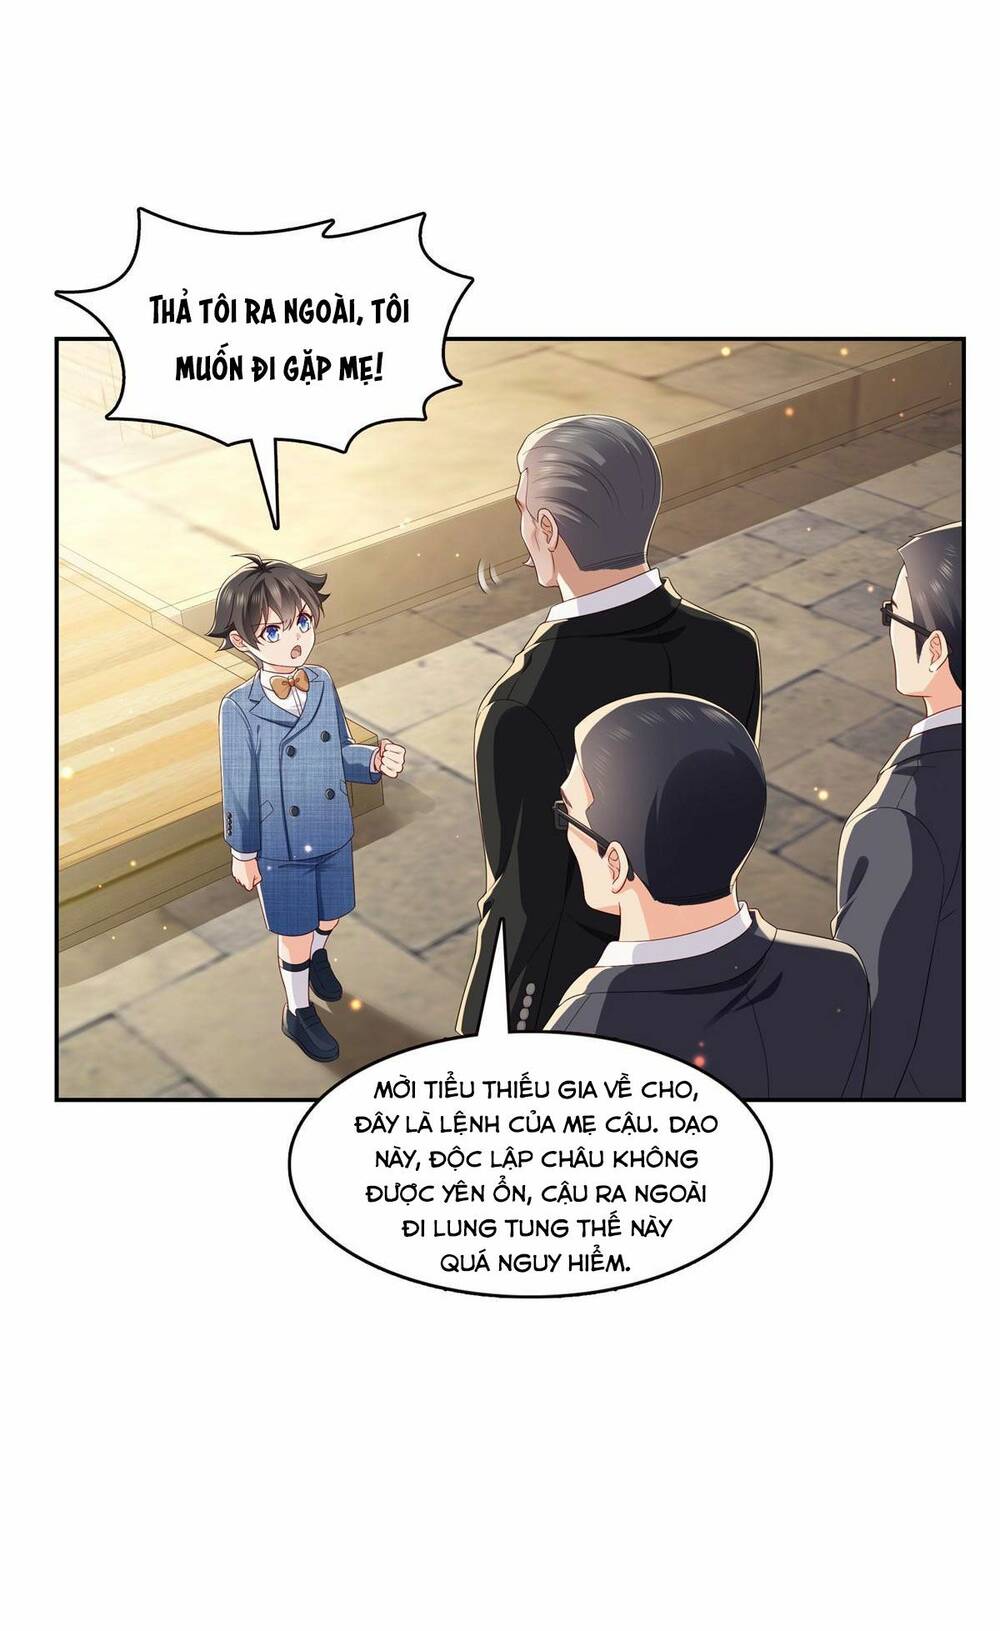 THẢ TÔI RA NGOÀI, TÔI
MUỐN ĐI GẶP MẸ!
MỜI TIỂU THIẾU GIA VỀ CHO,
ĐÂY LÀ LỆNH CỦA MẸ CẬU. DẠO
NÀY, ĐỘC LẬP CHÂU KHÔNG
ĐƯỢC YÊN ỔN, CẬU RA NGOÀI
ĐI LUNG TUNG THẾ NÀY
QUÁ NGUY HIỂM.